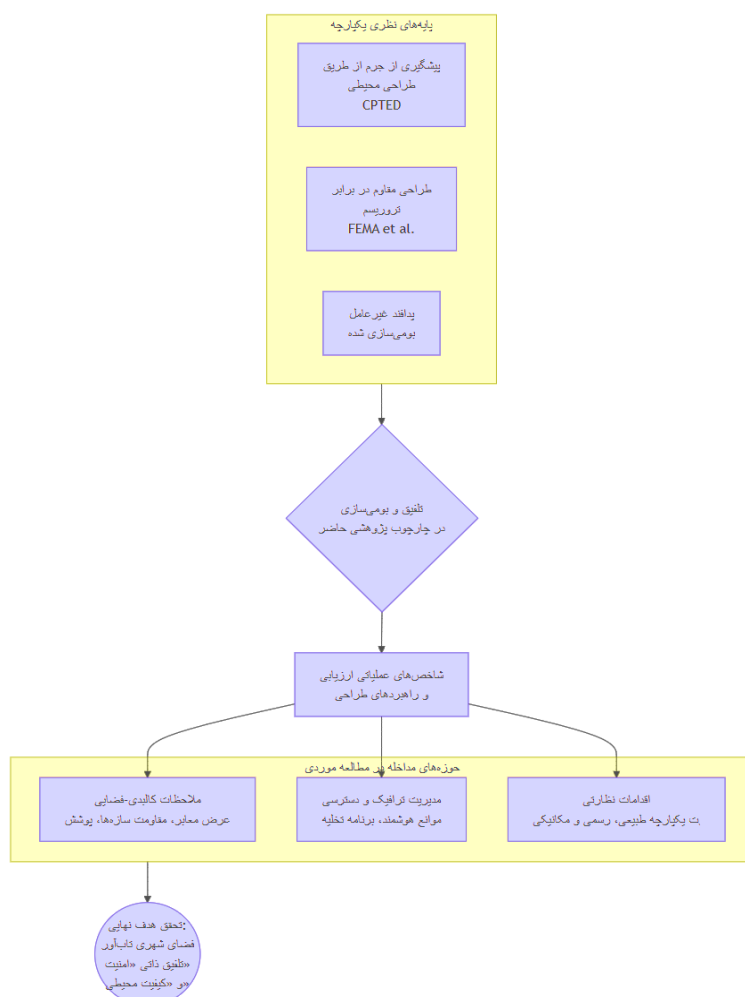 پایه‌های نظری یکپارچه
پیشگیری از جرم از طریق
طراحی محیطی
CPTED
طراحی مقاوم در برابر
تروریسم
FEMA et al.
پدافند غیرعامل
بومی‌سازی شده
تلفیق و بومی‌سازی
در چارچوب پژوهشی حاضر
شاخص‌های عملیاتی ارزیابی
و راهبردهای طراحی
حوزه‌های مداخله در مطالعه موردی
اقدامات نظارتی
یکپارچه طبیعی، رسمی و مکانیکی
مدیریت ترافیک و دسترسی
موانع هوشمند، برنامه تخلیه
ملاحظات کالبدی-فضایی
عرض معابر، مقاومت سازه‌ها، پوشش
تحقق هدف نهایی:
فضای شهری تاب‌آور
تلفیق ذاتی «امنیت»
و «کیفیت محیطی»